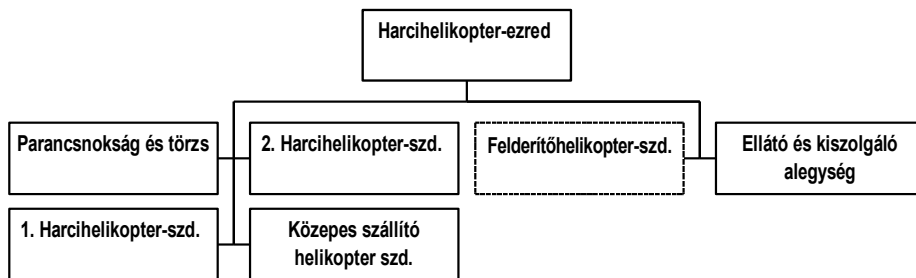 Harcihelikopter-ezred
Parancsnokság és törzs
2. Harcihelikopter-szd.
Felderítőhelikopter-szd.
Ellátó és kiszolgáló
alegység
1. Harcihelikopter-szd.
Közepes szállító
helikopter szd.